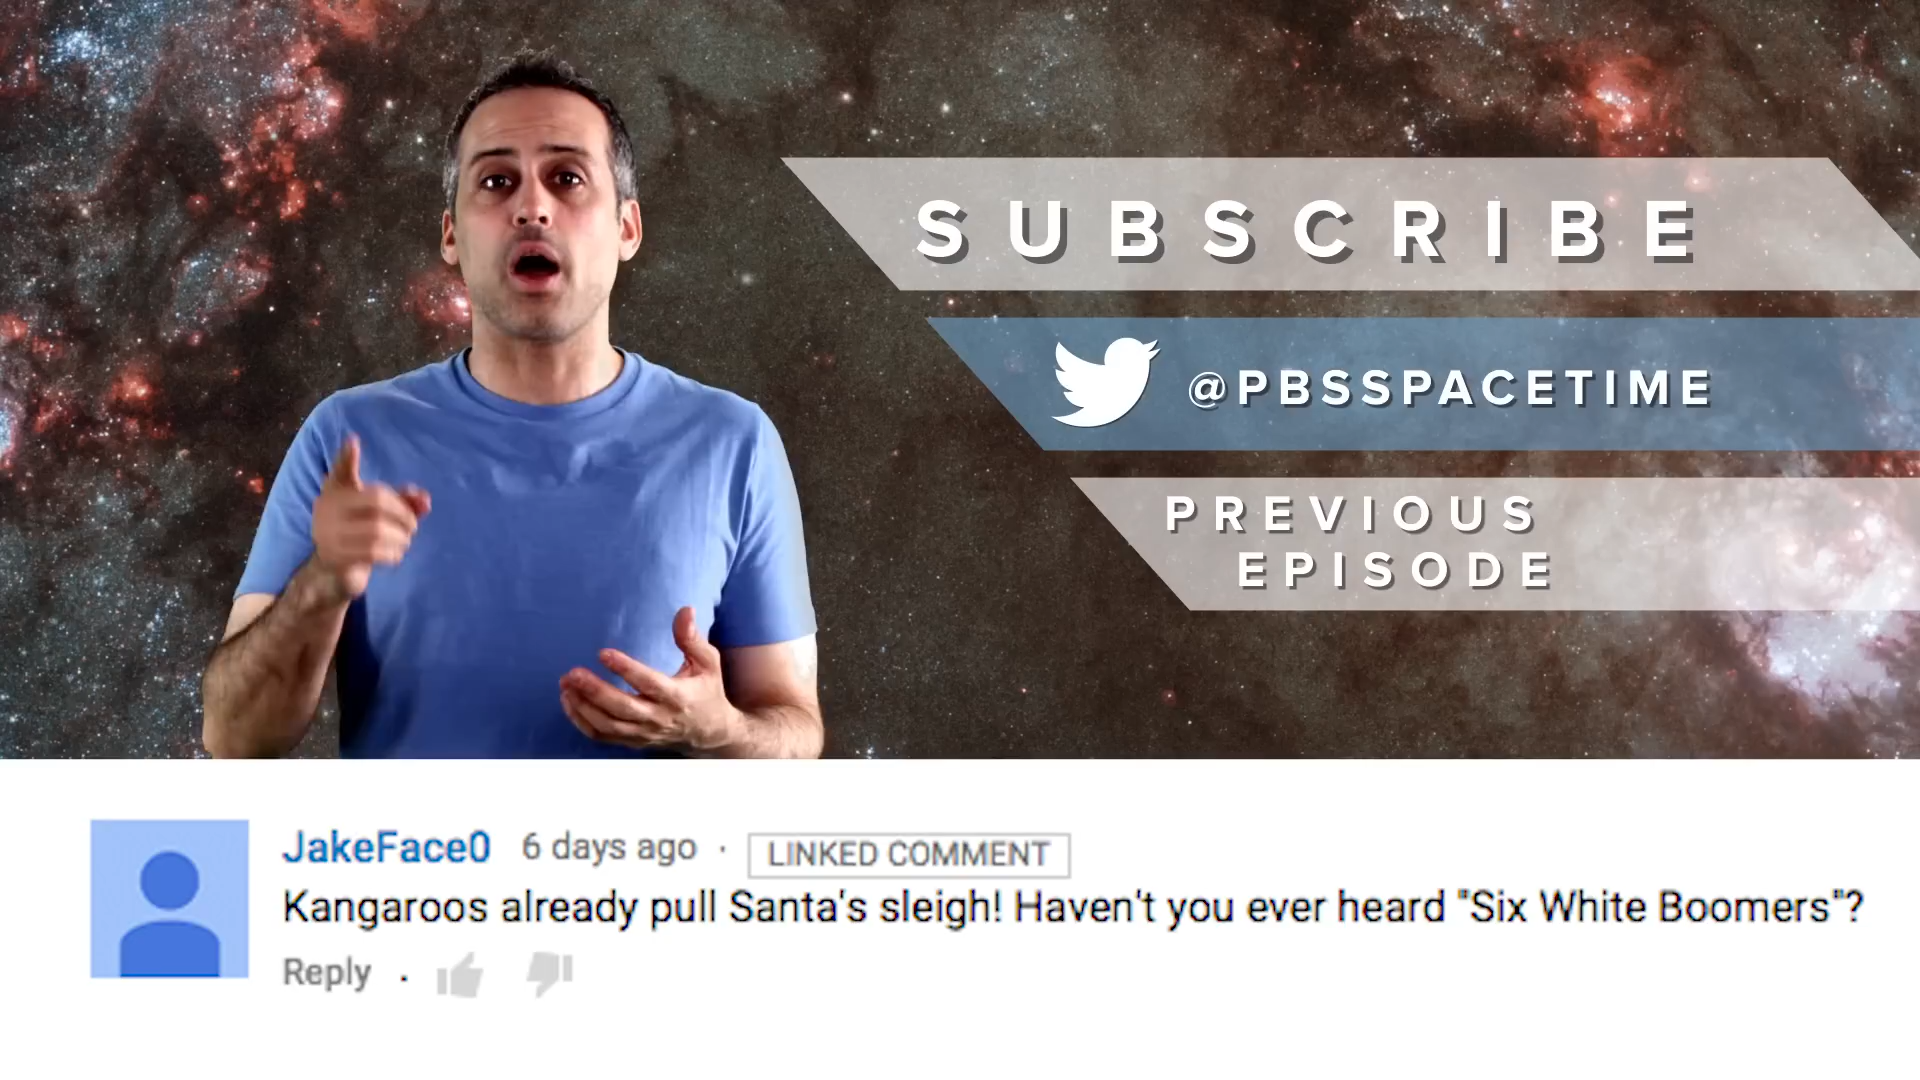 SUBSCRIBE
@PBSSPACETIME
PREVIOUS
EPISODE
JakeFace0 6 days ago · LINKED COMMENT
Kangaroos already pull Santa's sleigh! Haven't you ever heard "Six White Boomers"?
Reply ·